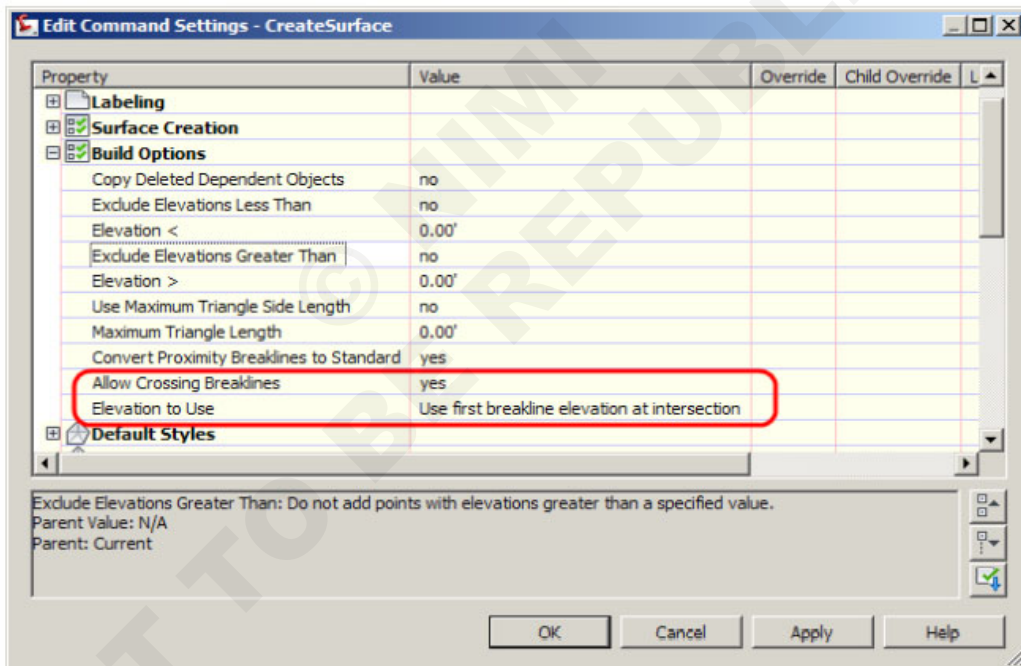 Edit Command Settings - CreateSurface
Property Value Override Child Override L
Labeling
Surface Creation
Build Options
Copy Deleted Dependent Objects no
Exclude Elevations Less Than no
Elevation < 0.00'
Exclude Elevations Greater Than no
Elevation > 0.00'
Use Maximum Triangle Side Length no
Maximum Triangle Length 0.00'
Convert Proximity Breaklines to Standard yes
Allow Crossing Breaklines yes
Elevation to Use Use first breakline elevation at intersection
Default Styles
Exclude Elevations Greater Than: Do not add points with elevations greater than a specified value.
Parent Value: N/A
Parent: Current
OK Cancel Apply Help
© NIMI
T TO BE REPUBL